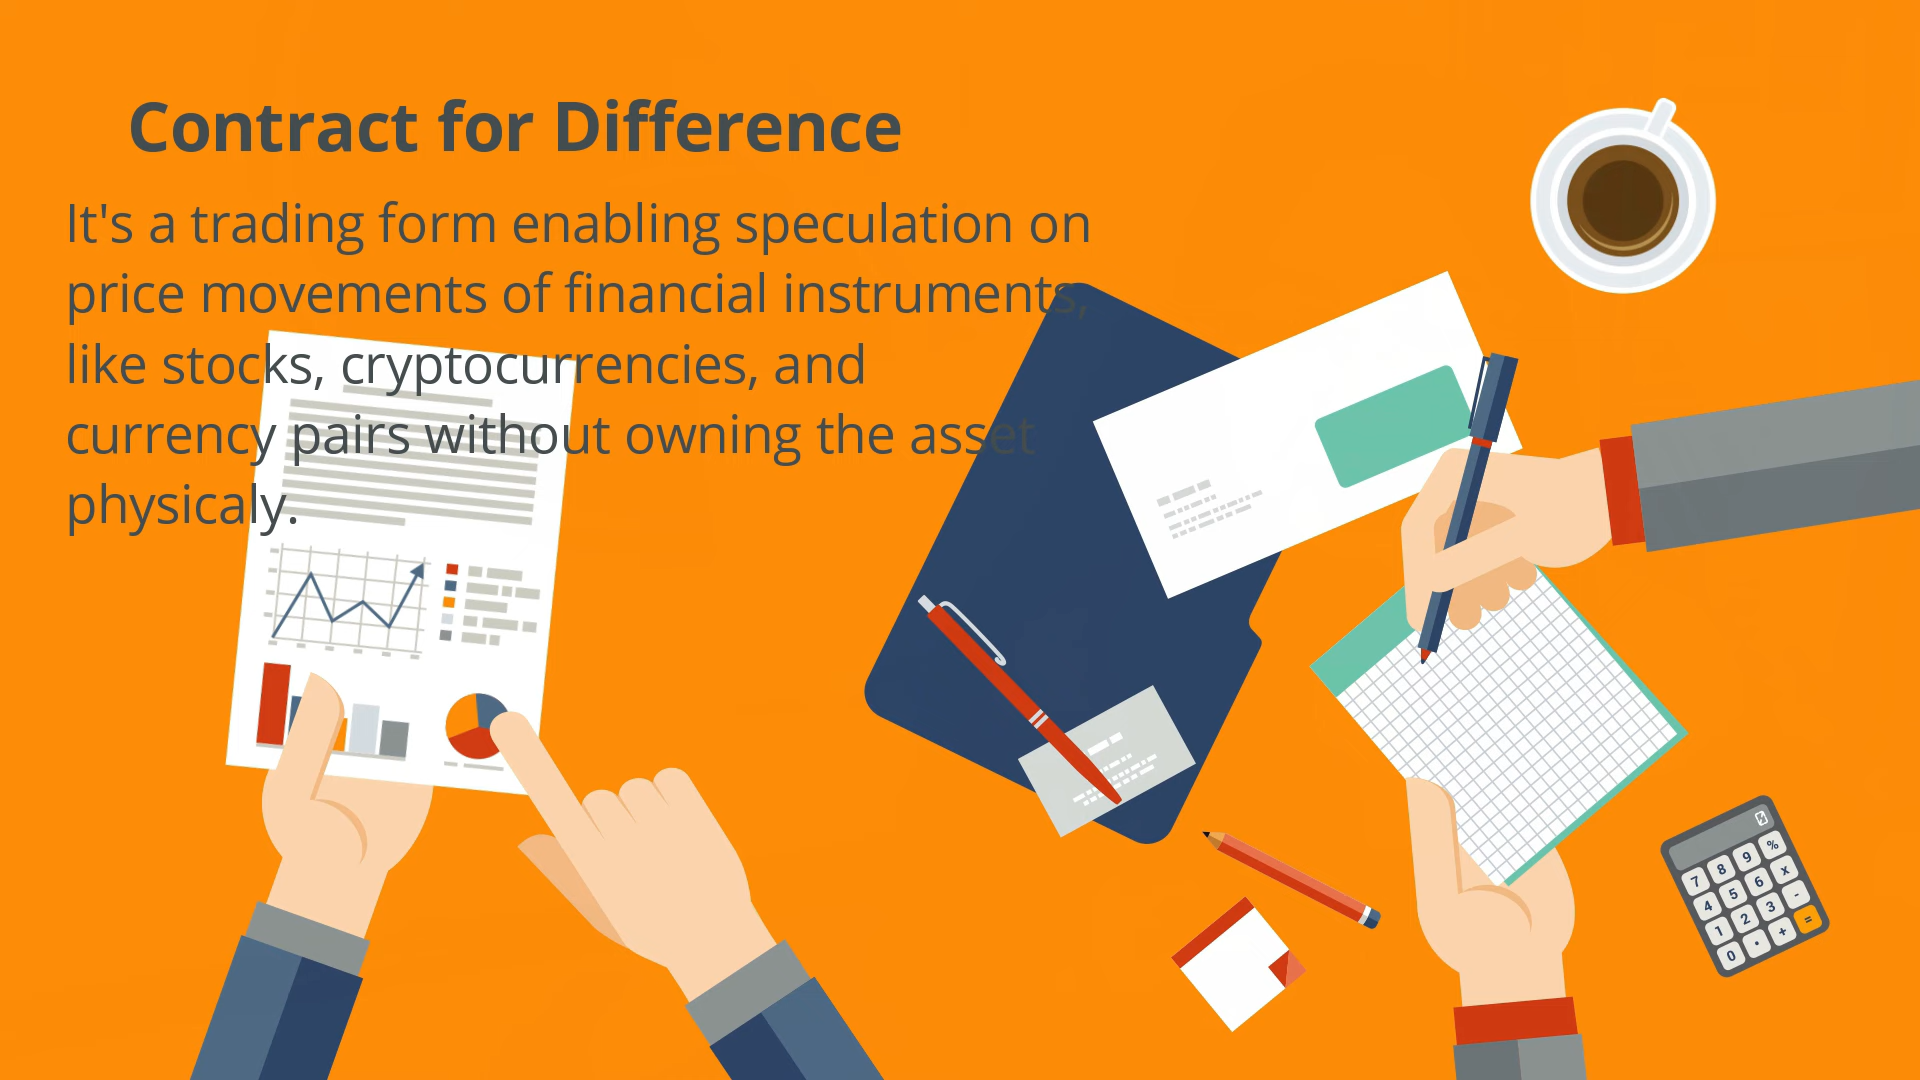 Contract for Difference
It's a trading form enabling speculation on
price movements of financial instruments,
like stocks, cryptocurrencies, and
currency pairs without owning the asset
physicaly.
7 8 9 %
4 5 6 x
1 2 3 -
0 . + =